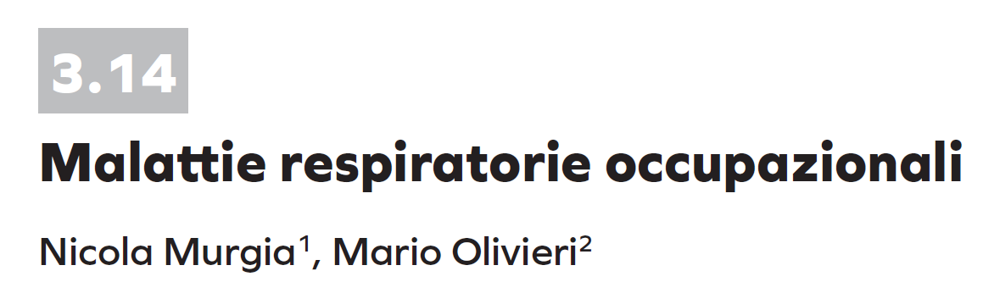 3.14
Malattie respiratorie occupazionali
Nicola Murgia¹, Mario Olivieri²